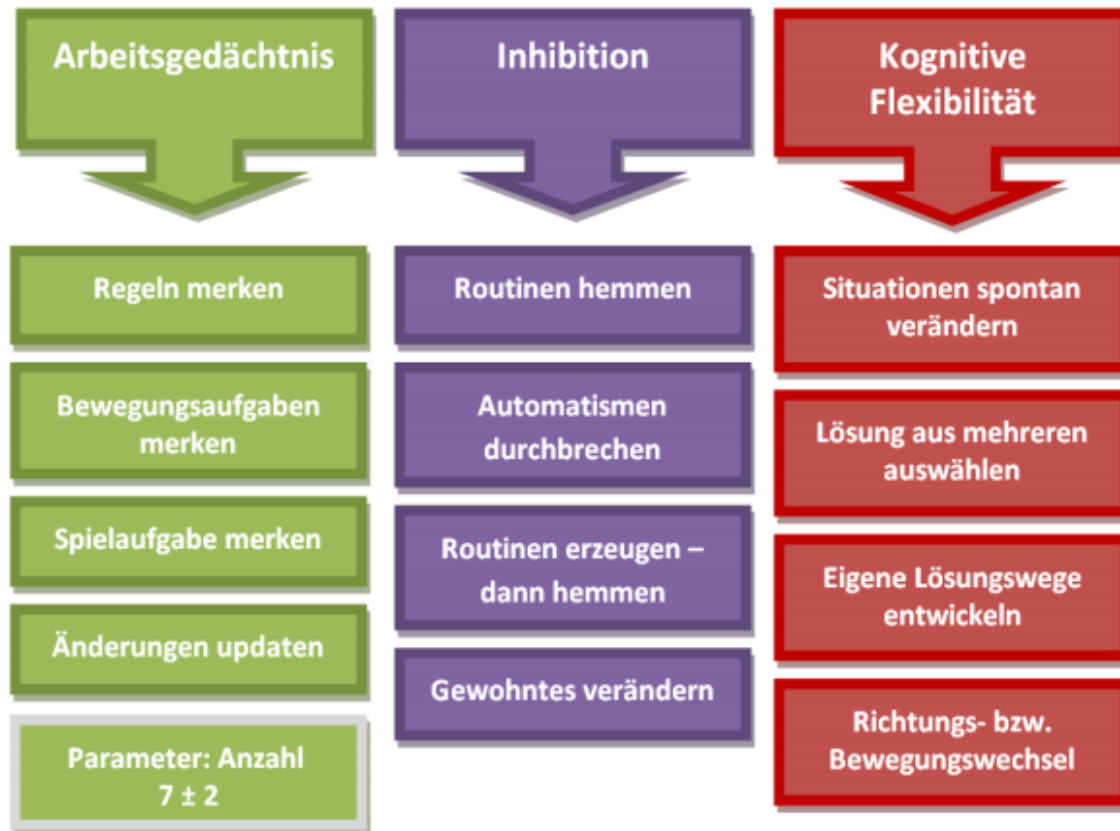 Arbeitsgedächtnis
Regeln merken
Bewegungsaufgaben
merken
Spielaufgabe merken
Änderungen updaten
Parameter: Anzahl
7 ± 2
Inhibition
Routinen hemmen
Automatismen
durchbrechen
Routinen erzeugen –
dann hemmen
Gewohntes verändern
Kognitive
Flexibilität
Situationen spontan
verändern
Lösung aus mehreren
auswählen
Eigene Lösungswege
entwickeln
Richtungs- bzw.
Bewegungswechsel